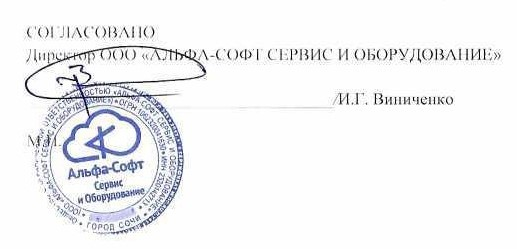 СОГЛАСОВАНО
Директор ООО «АЛЬФА-СОФТ СЕРВИС И ОБОРУДОВАНИЕ»
/И.Г. Виниченко
М.П.
Альфа-Софт
Сервис
и Оборудование
ГОРОД СОЧИ